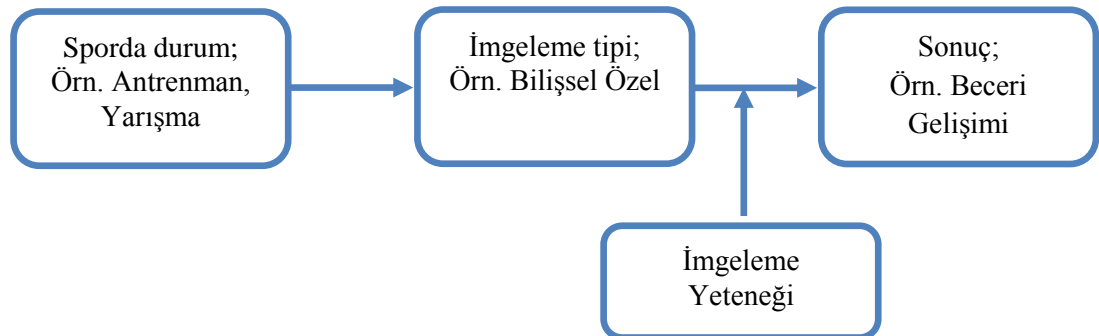 Sporda durum;
Örn. Antrenman,
Yarışma
İmgeleme tipi;
Örn. Bilişsel Özel
Sonuç;
Örn. Beceri
Gelişimi
İmgeleme
Yeteneği